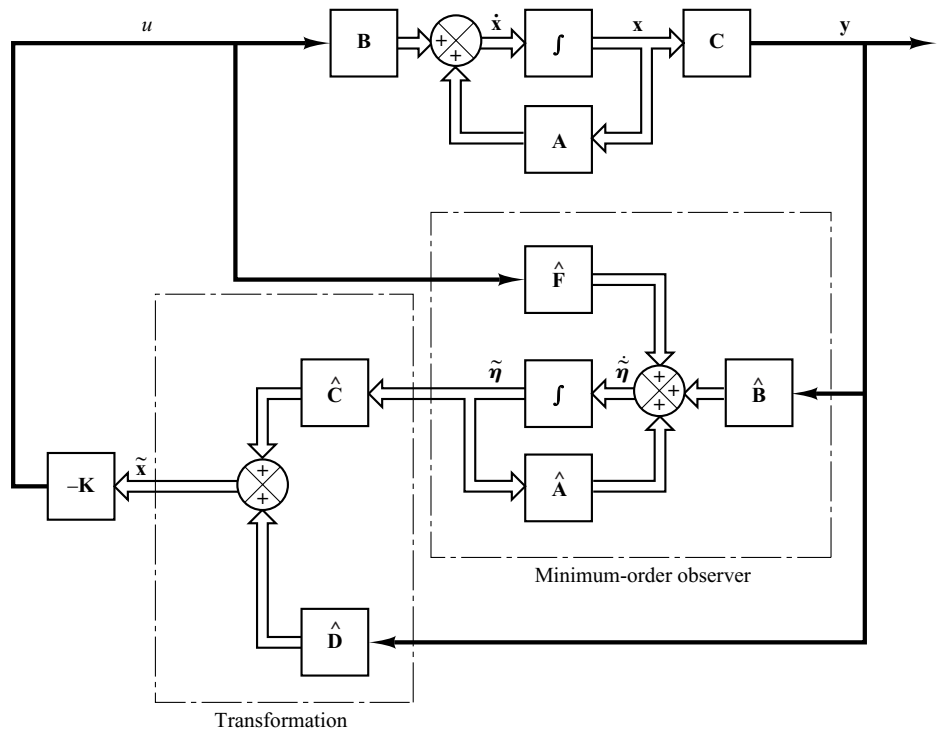 u
B
+
+
ẋ
∫
x
C
y
A
F̂
Ĉ
η̃
∫
η̃̇
+
+
+
B̂
–K
x̃
+
+
Â
Minimum-order observer
D̂
Transformation